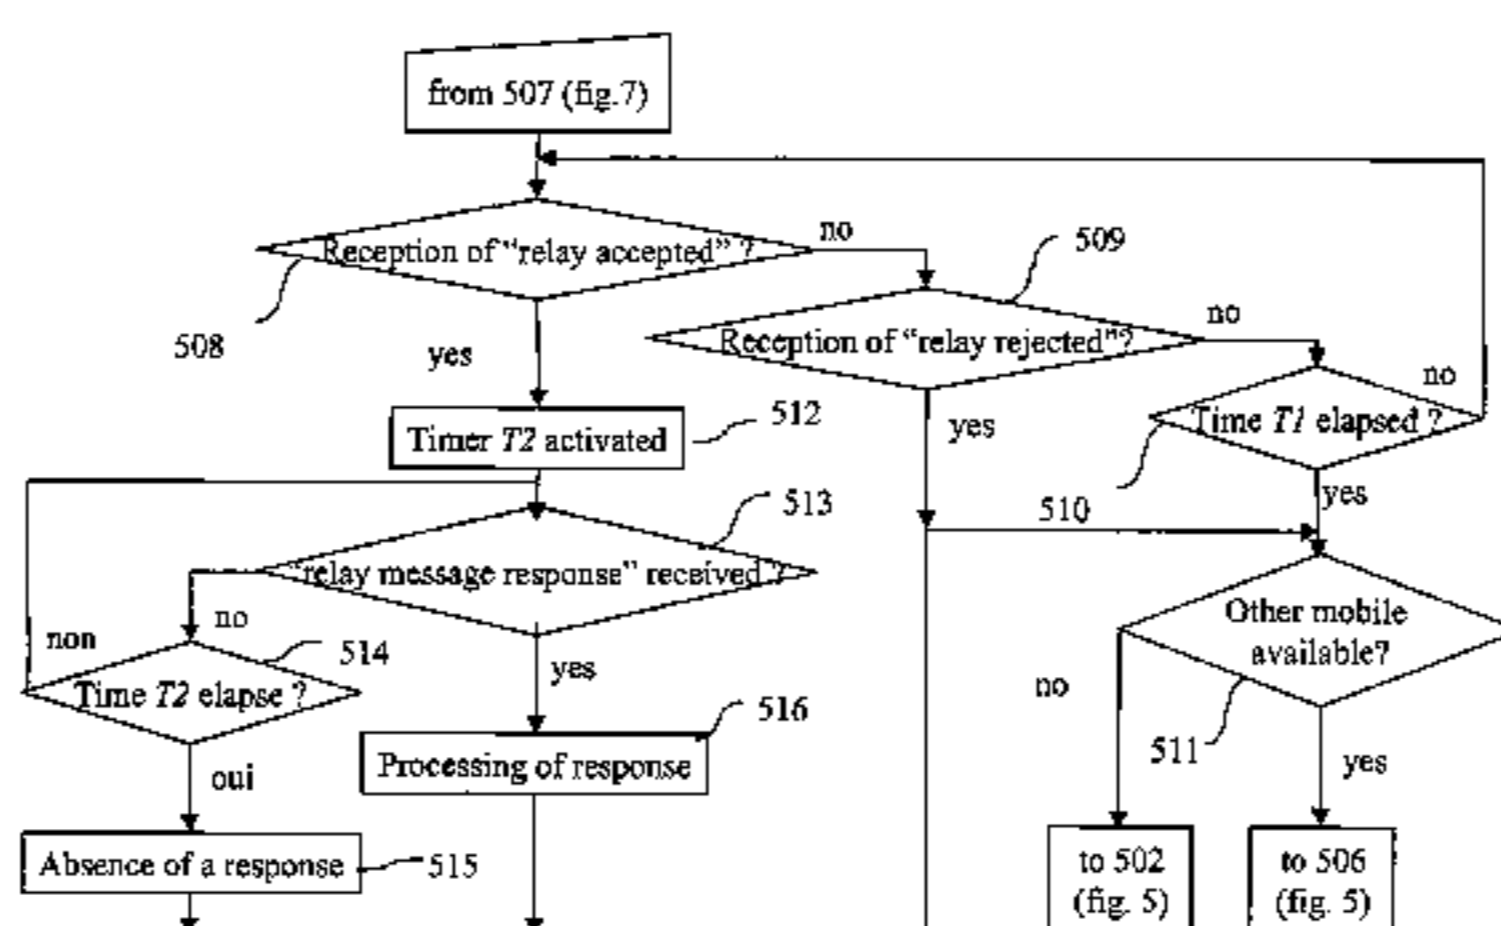 from 507 (fig.7)
Reception of “relay accepted” ?
no
509
508
yes
Reception of “relay rejected”?
no
no
Timer T2 activated
512
yes
Time T1 elapsed ?
510
yes
513
relay message response” received ?
no
non
514
Time T2 elapse ?
yes
Other mobile
available?
no
511
yes
516
Processing of response
oui
Absence of a response
515
to 502
(fig. 5)
to 506
(fig. 5)